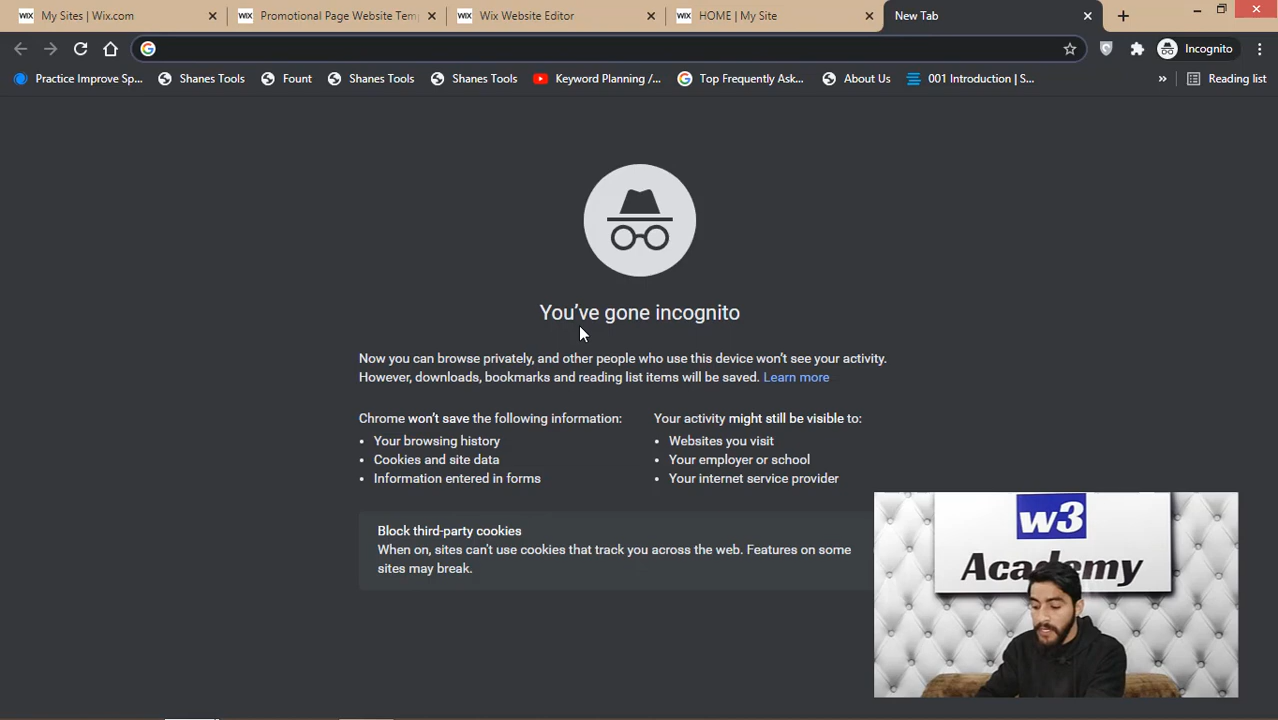 WIX My Sites | Wix.com
WIX Promotional Page Website Tem
WIX Wix Website Editor
WIX HOME | My Site
New Tab
Incognito
Practice Improve Sp...
Shanes Tools
Fount
Shanes Tools
Shanes Tools
Keyword Planning /...
Top Frequently Ask...
About Us
001 Introduction | S...
»
Reading list
You've gone incognito
Now you can browse privately, and other people who use this device won't see your activity.
However, downloads, bookmarks and reading list items will be saved. Learn more
Chrome won't save the following information:
• Your browsing history
• Cookies and site data
• Information entered in forms
Your activity might still be visible to:
• Websites you visit
• Your employer or school
• Your internet service provider
Block third-party cookies
When on, sites can't use cookies that track you across the web. Features on some
sites may break.
w3
Academy